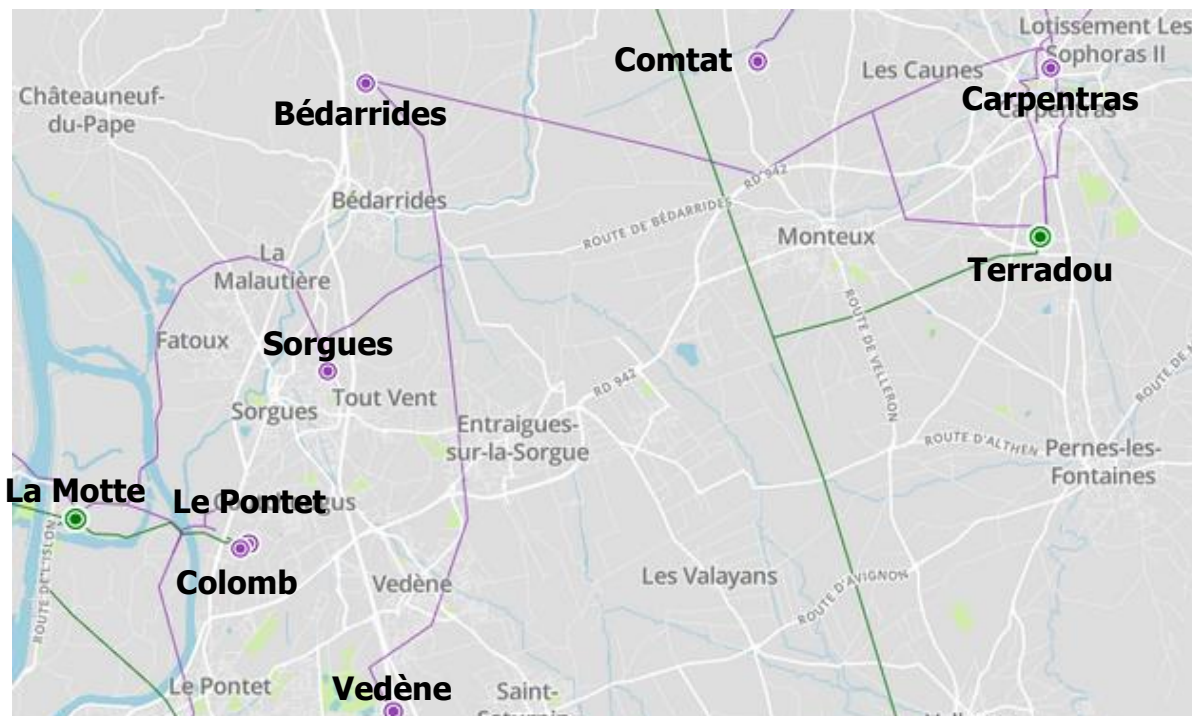 Lotissement Les
Sophoras II
Comtat
Les Caunes
Carpentras
Carpentras
Châteauneuf-
du-Pape
Bédarrides
RD 942
Bédarrides
ROUTE DE BÉDARRIDES
Monteux
La
Malautière
Terradou
Fatoux
Sorgues
ROUTE DE VELLERON
Tout Vent
Sorgues
RD 942
Entraigues-
sur-la-Sorgue
ROUTE D'ALTHEN
Pernes-les-
Fontaines
La Motte
Le Pontet
ROUTE DE L'ISLON
Colomb
Vedène
Les Valayans
ROUTE D'AVIGNON
Le Pontet
Vedène
Saint-